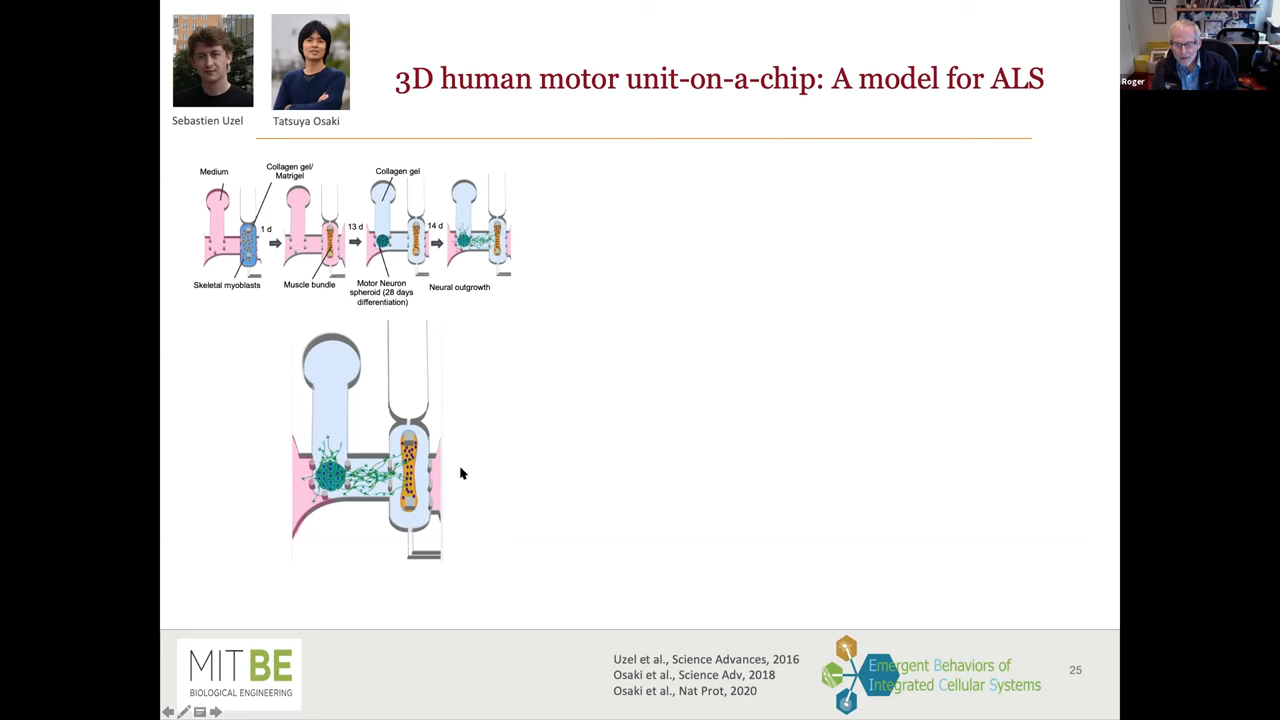 3D human motor unit-on-a-chip: A model for ALS
Roger
Sebastien Uzel
Tatsuya Osaki
Medium
Collagen gel/
Matrigel
Collagen gel
1 d
13 d
14 d
Skeletal myoblasts
Muscle bundle
Motor Neuron
spheroid (28 days
differentiation)
Neural outgrowth
MIT BE
BIOLOGICAL ENGINEERING
Uzel et al., Science Advances, 2016
Osaki et al., Science Adv, 2018
Osaki et al., Nat Prot, 2020
Emergent Behaviors of
Integrated Cellular Systems
25